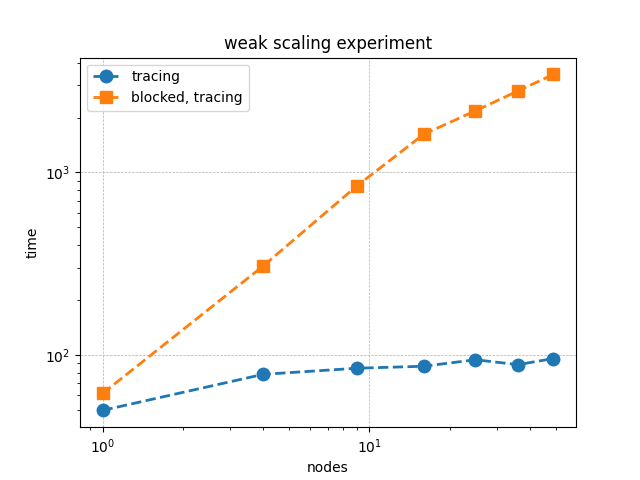 weak scaling experiment
tracing
blocked, tracing
10³
10²
time
10⁰
10¹
nodes